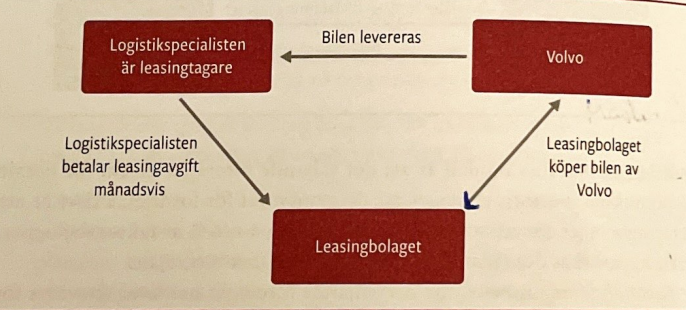 Logistikspecialisten
är leasingtagare
Bilen levereras
Volvo
Logistikspecialisten
betalar leasingavgift
månadsvis
Leasingbolaget
köper bilen av
Volvo
Leasingbolaget